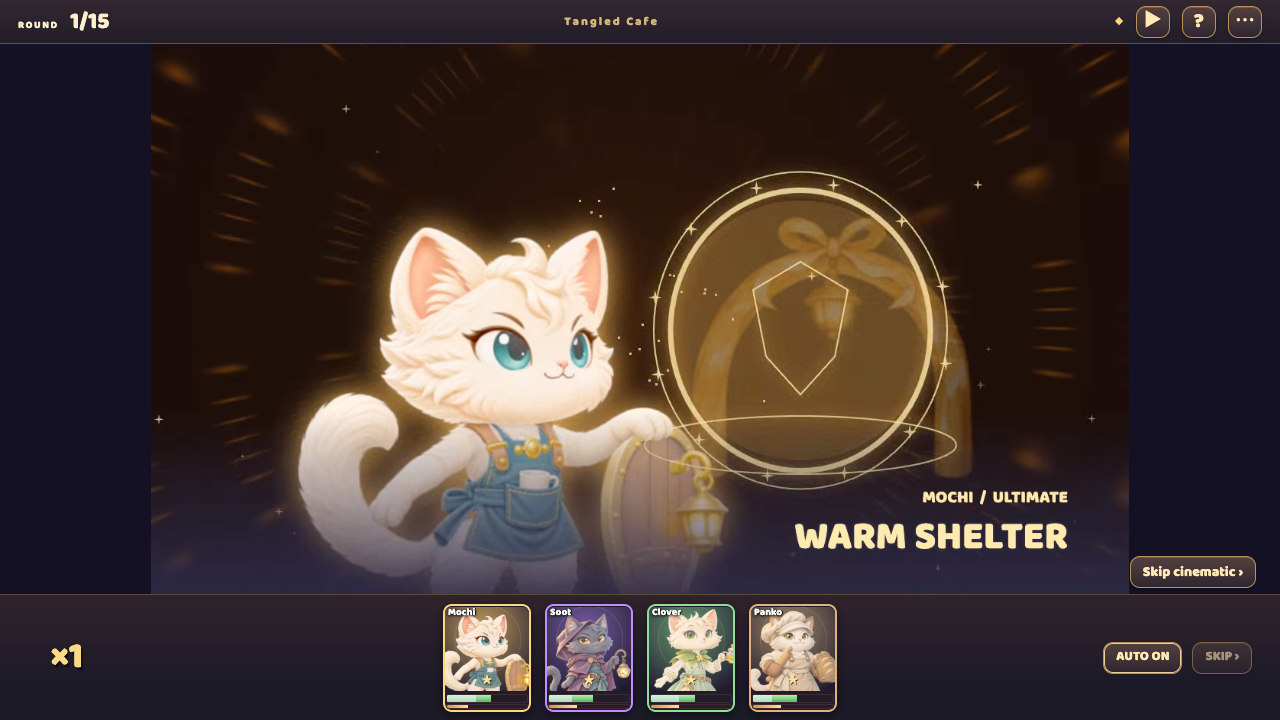 ROUND 1/15
Tangled Cafe
?
MOCHI / ULTIMATE
WARM SHELTER
Skip cinematic ›
×1
Mochi
Soot
Clover
Panko
AUTO ON
SKIP ›